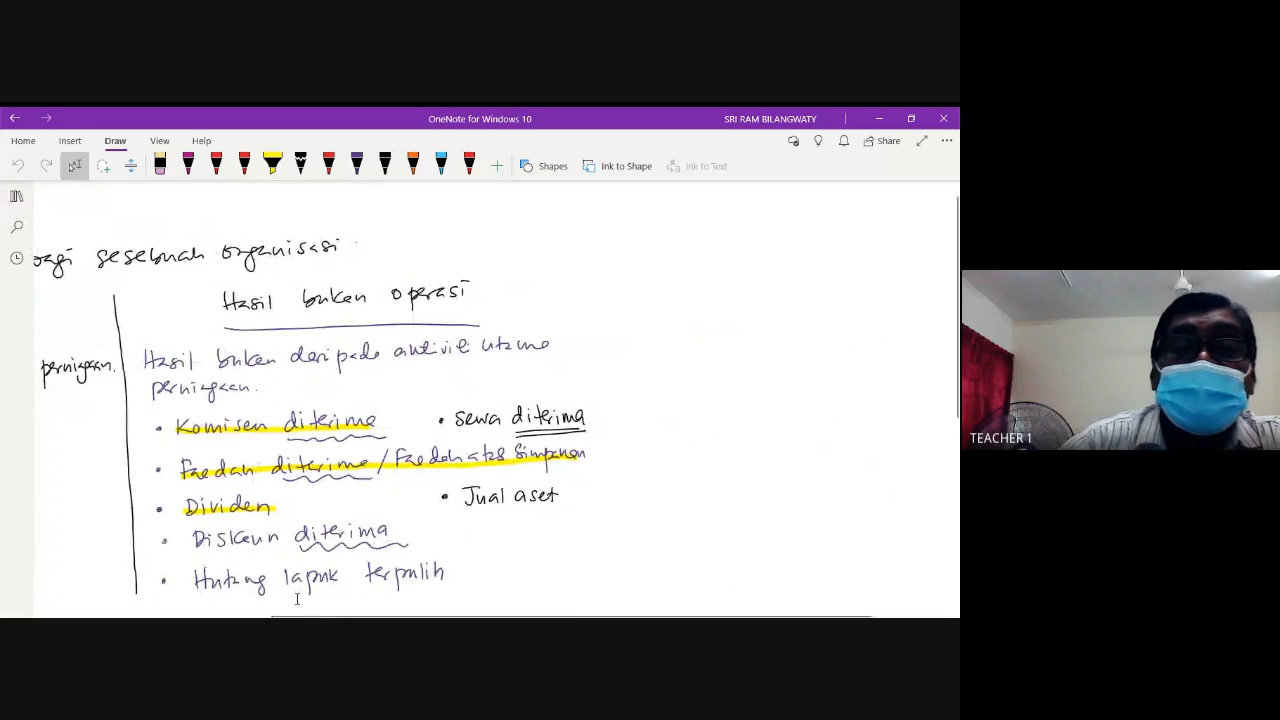 OneNote for Windows 10
SRI RAM BILANGWATY
Home Insert Draw View Help
Share
Shapes Ink to Shape Ink to Text
bagi sesebuah organisasi.
Hasil bukan operasi
perniagaan.
Hasil bukan daripada aktiviti utama
perniagaan.
• Komisen diterima
• Sewa diterima
• Faedah diterima / Faedah atas Simpanan
• Dividen
• Jual aset
• Diskaun diterima
• Hutang lapuk terpulih
TEACHER 1